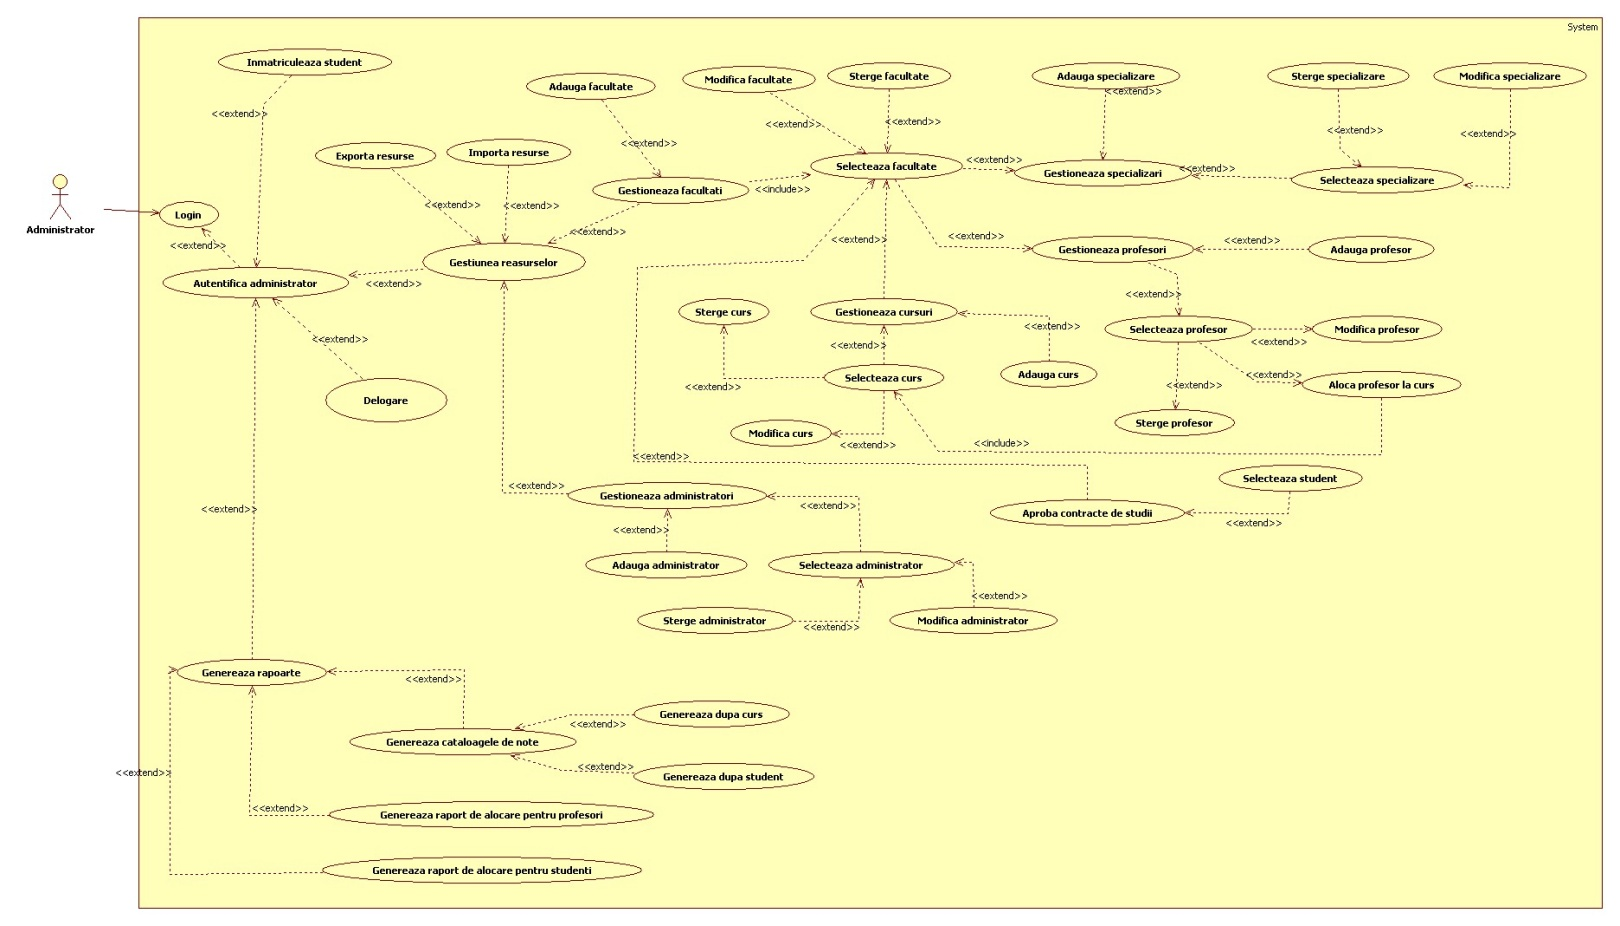 System
Inmatriculeaza student
<<extend>>
Adauga facultate
<<extend>>
Modifica facultate
<<extend>>
Sterge facultate
<<extend>>
Adauga specializare
<<extend>>
Sterge specializare
<<extend>>
Modifica specializare
<<extend>>
Exporta resurse
<<extend>>
Importa resurse
<<extend>>
Gestioneaza facultati
<<include>>
<<extend>>
Selecteaza facultate
<<extend>>
Gestioneaza specializari
<<extend>>
Selecteaza specializare
Administrator
Login
<<extend>>
Autentifica administrator
<<extend>>
Gestiunea reasurselor
<<extend>>
<<extend>>
Gestioneaza profesori
<<extend>>
Adauga profesor
<<extend>>
Sterge curs
Gestioneaza cursuri
<<extend>>
Selecteaza profesor
<<extend>>
Modifica profesor
<<extend>>
Delogare
<<extend>>
<<extend>>
Selecteaza curs
Adauga curs
<<extend>>
Aloca profesor la curs
<<extend>>
Sterge profesor
Modifica curs
<<extend>>
<<include>>
<<extend>>
Selecteaza student
<<extend>>
Gestioneaza administratori
<<extend>>
Aproba contracte de studii
<<extend>>
<<extend>>
<<extend>>
Adauga administrator
Selecteaza administrator
<<extend>>
Sterge administrator
<<extend>>
Modifica administrator
Genereaza rapoarte
<<extend>>
Genereaza dupa curs
<<extend>>
Genereaza cataloagele de note
<<extend>>
<<extend>>
Genereaza dupa student
<<extend>>
Genereaza raport de alocare pentru profesori
Genereaza raport de alocare pentru studenti